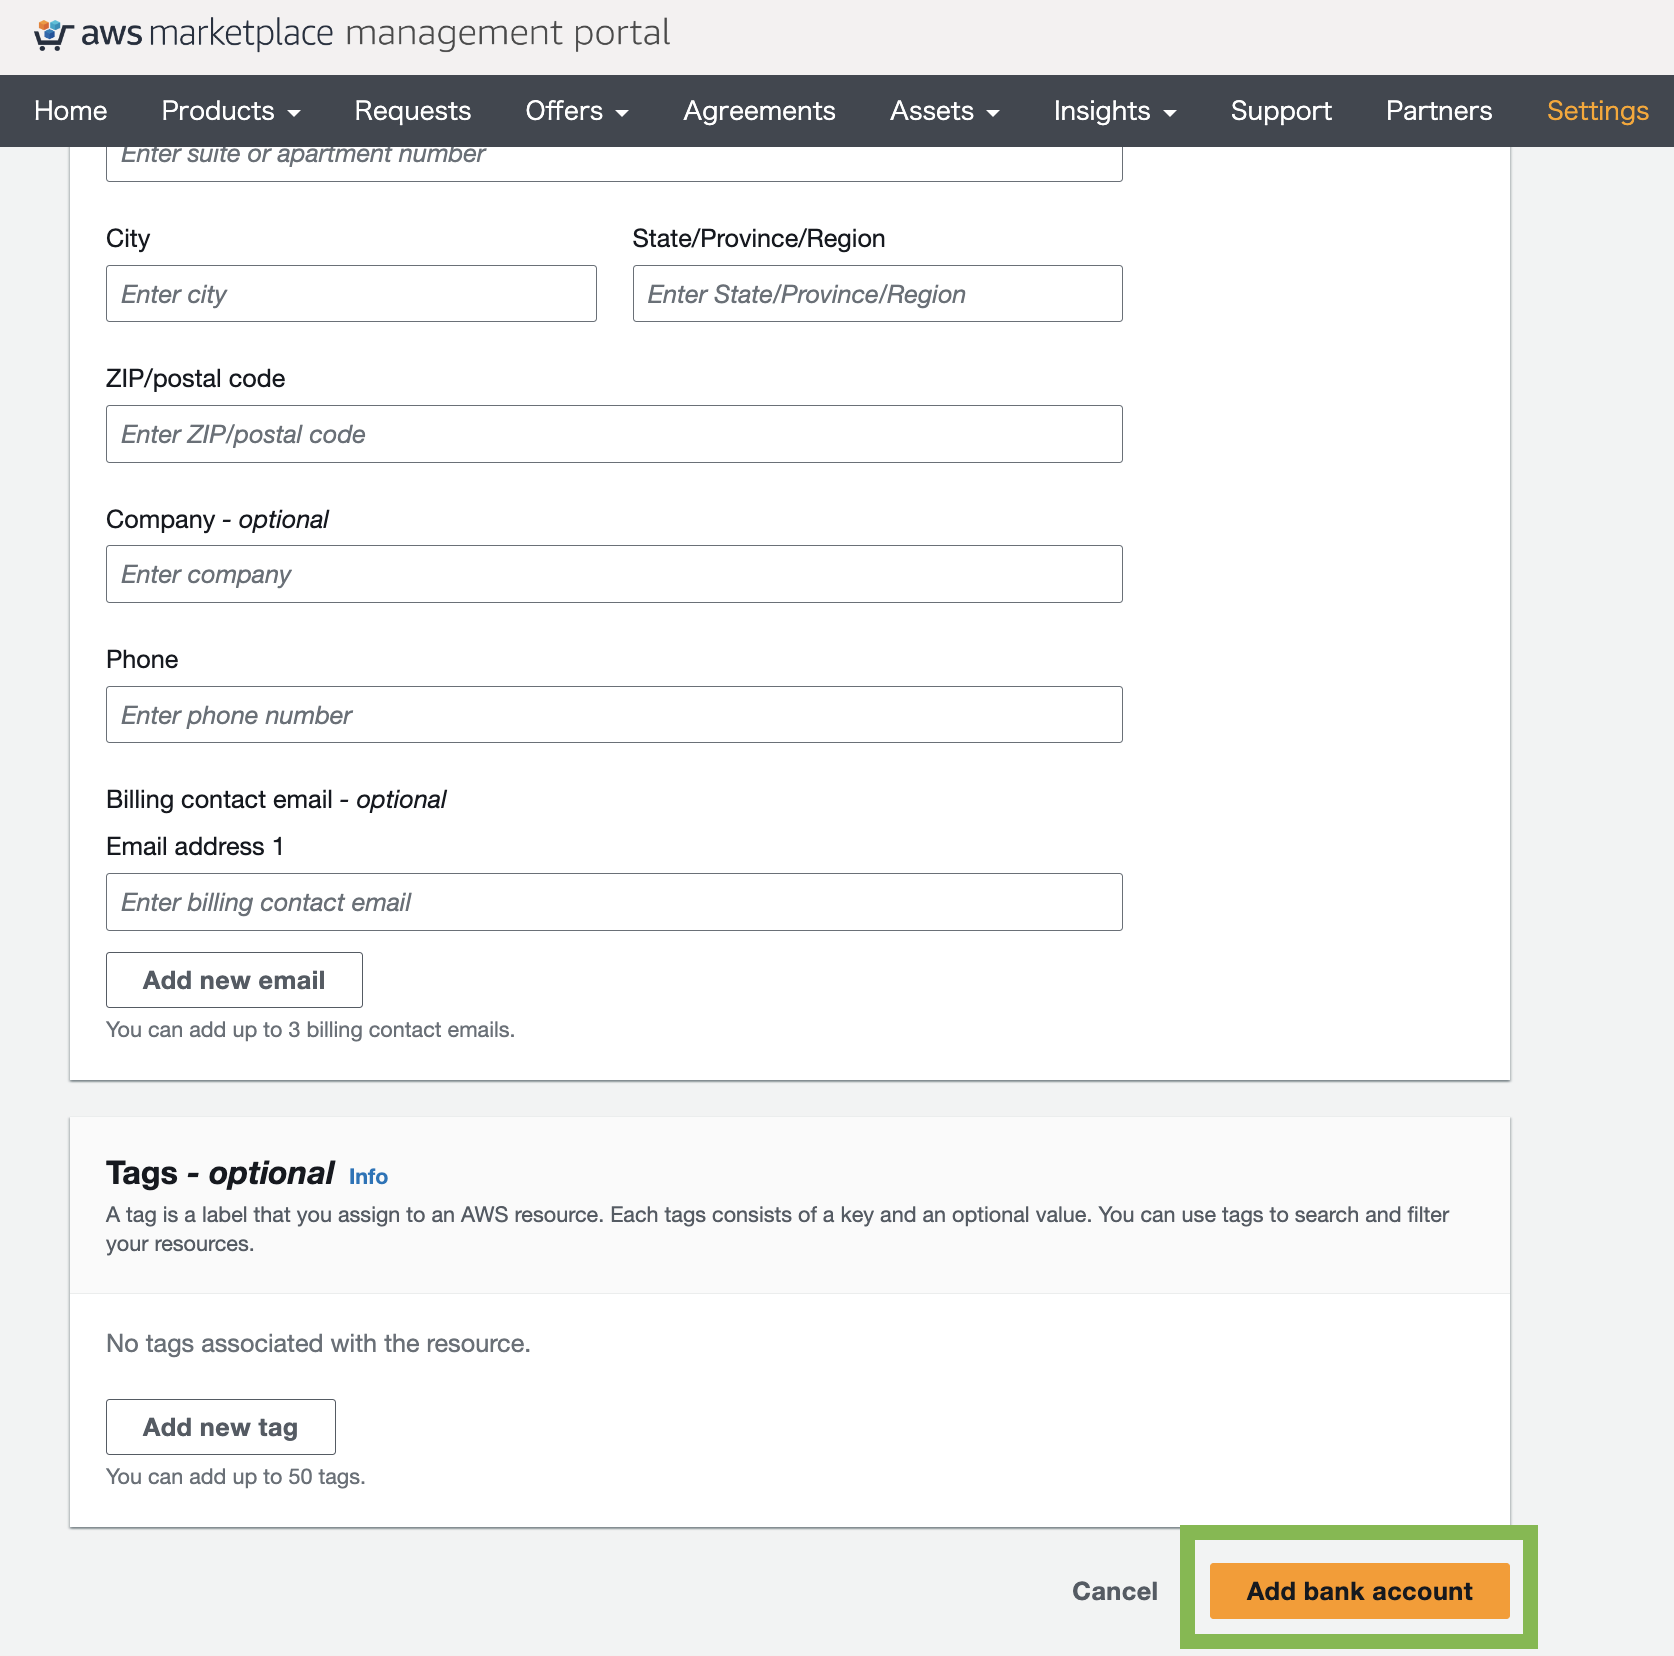 aws marketplace management portal
Home Products Requests Offers Agreements Assets Insights Support Partners Settings
Enter suite or apartment number
City State/Province/Region
Enter city Enter State/Province/Region
ZIP/postal code
Enter ZIP/postal code
Company - optional
Enter company
Phone
Enter phone number
Billing contact email - optional
Email address 1
Enter billing contact email
Add new email
You can add up to 3 billing contact emails.
Tags - optional Info
A tag is a label that you assign to an AWS resource. Each tags consists of a key and an optional value. You can use tags to search and filter
your resources.
No tags associated with the resource.
Add new tag
You can add up to 50 tags.
Cancel Add bank account